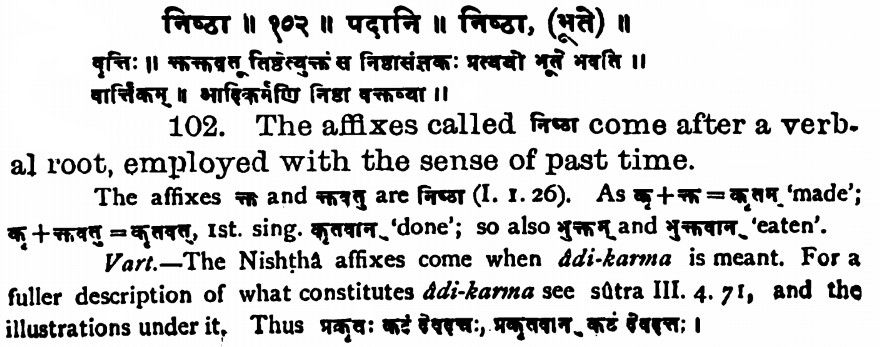 निष्ठा ॥ १०२ ॥ पदानि ॥ निष्ठा, (भूते) ॥
वृत्तिः ॥ क्तक्तवतू तिष्ठेत्युक्तं स निष्ठासंज्ञकः प्रत्ययो भूते भवति ॥
वार्त्तिकम् ॥ आदिकर्मणि निष्ठा वक्तव्या ॥
102. The affixes called निष्ठा come after a verb-
al root, employed with the sense of past time.
The affixes क्त and क्तवतु are निष्ठा (I. 1. 26). As कृ + क्त = कृतम् 'made';
कृ + क्तवतु = कृतवत्, 1st. sing. कृतवान् 'done'; so also भुक्तम् and भुक्तवान् 'eaten'.
Vart.—The Nishṭhâ affixes come when âdi-karma is meant. For a
fuller description of what constitutes âdi-karma see sûtra III. 4. 71, and the
illustrations under it, Thus प्रकृतः कटं देवदत्तः, प्रकृतवान् कटं देवदत्तः ।